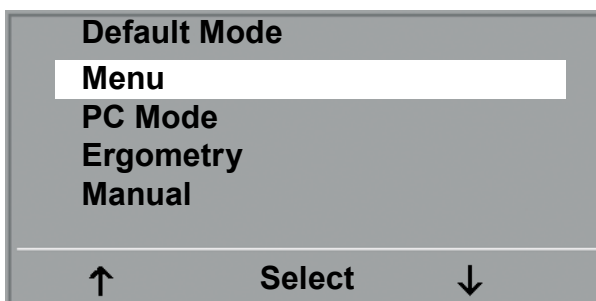 Default Mode
Menu
PC Mode
Ergometry
Manual
↑ Select ↓